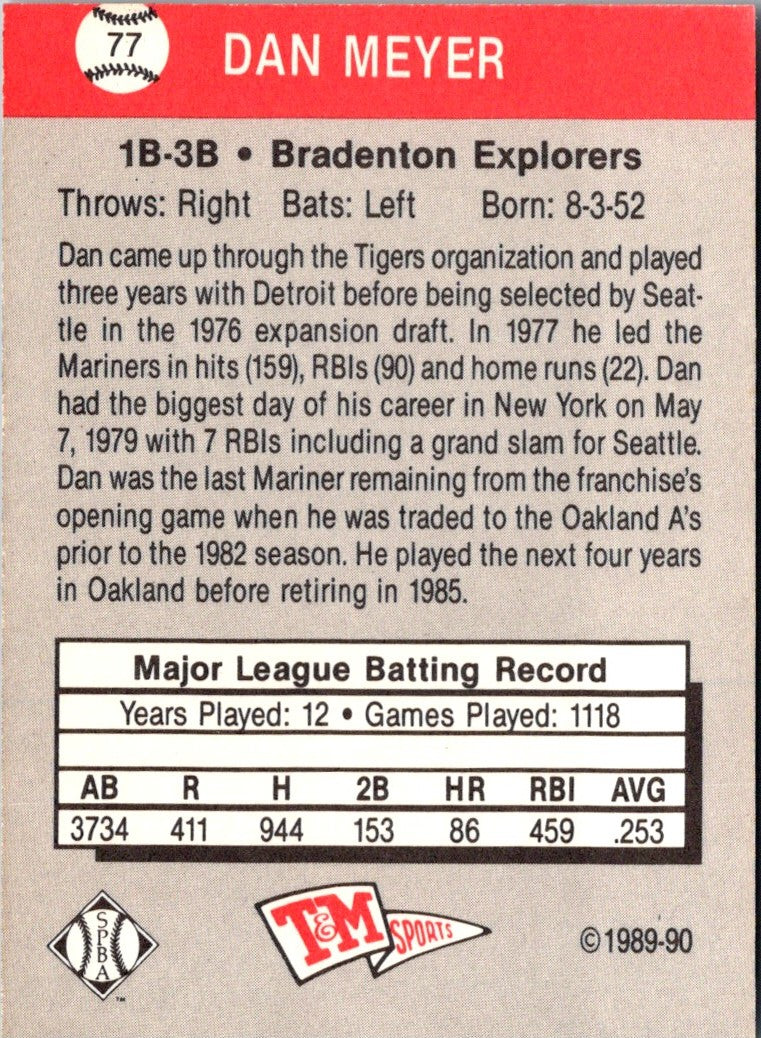 77
DAN MEYER
1B-3B • Bradenton Explorers
Throws: Right Bats: Left Born: 8-3-52
Dan came up through the Tigers organization and played
three years with Detroit before being selected by Seat-
tle in the 1976 expansion draft. In 1977 he led the
Mariners in hits (159), RBIs (90) and home runs (22). Dan
had the biggest day of his career in New York on May
7, 1979 with 7 RBIs including a grand slam for Seattle.
Dan was the last Mariner remaining from the franchise's
opening game when he was traded to the Oakland A's
prior to the 1982 season. He played the next four years
in Oakland before retiring in 1985.
Major League Batting Record
Years Played: 12 • Games Played: 1118
AB R H 2B HR RBI AVG
3734 411 944 153 86 459 .253
SPBA
™
T&M
SPORTS
©1989-90